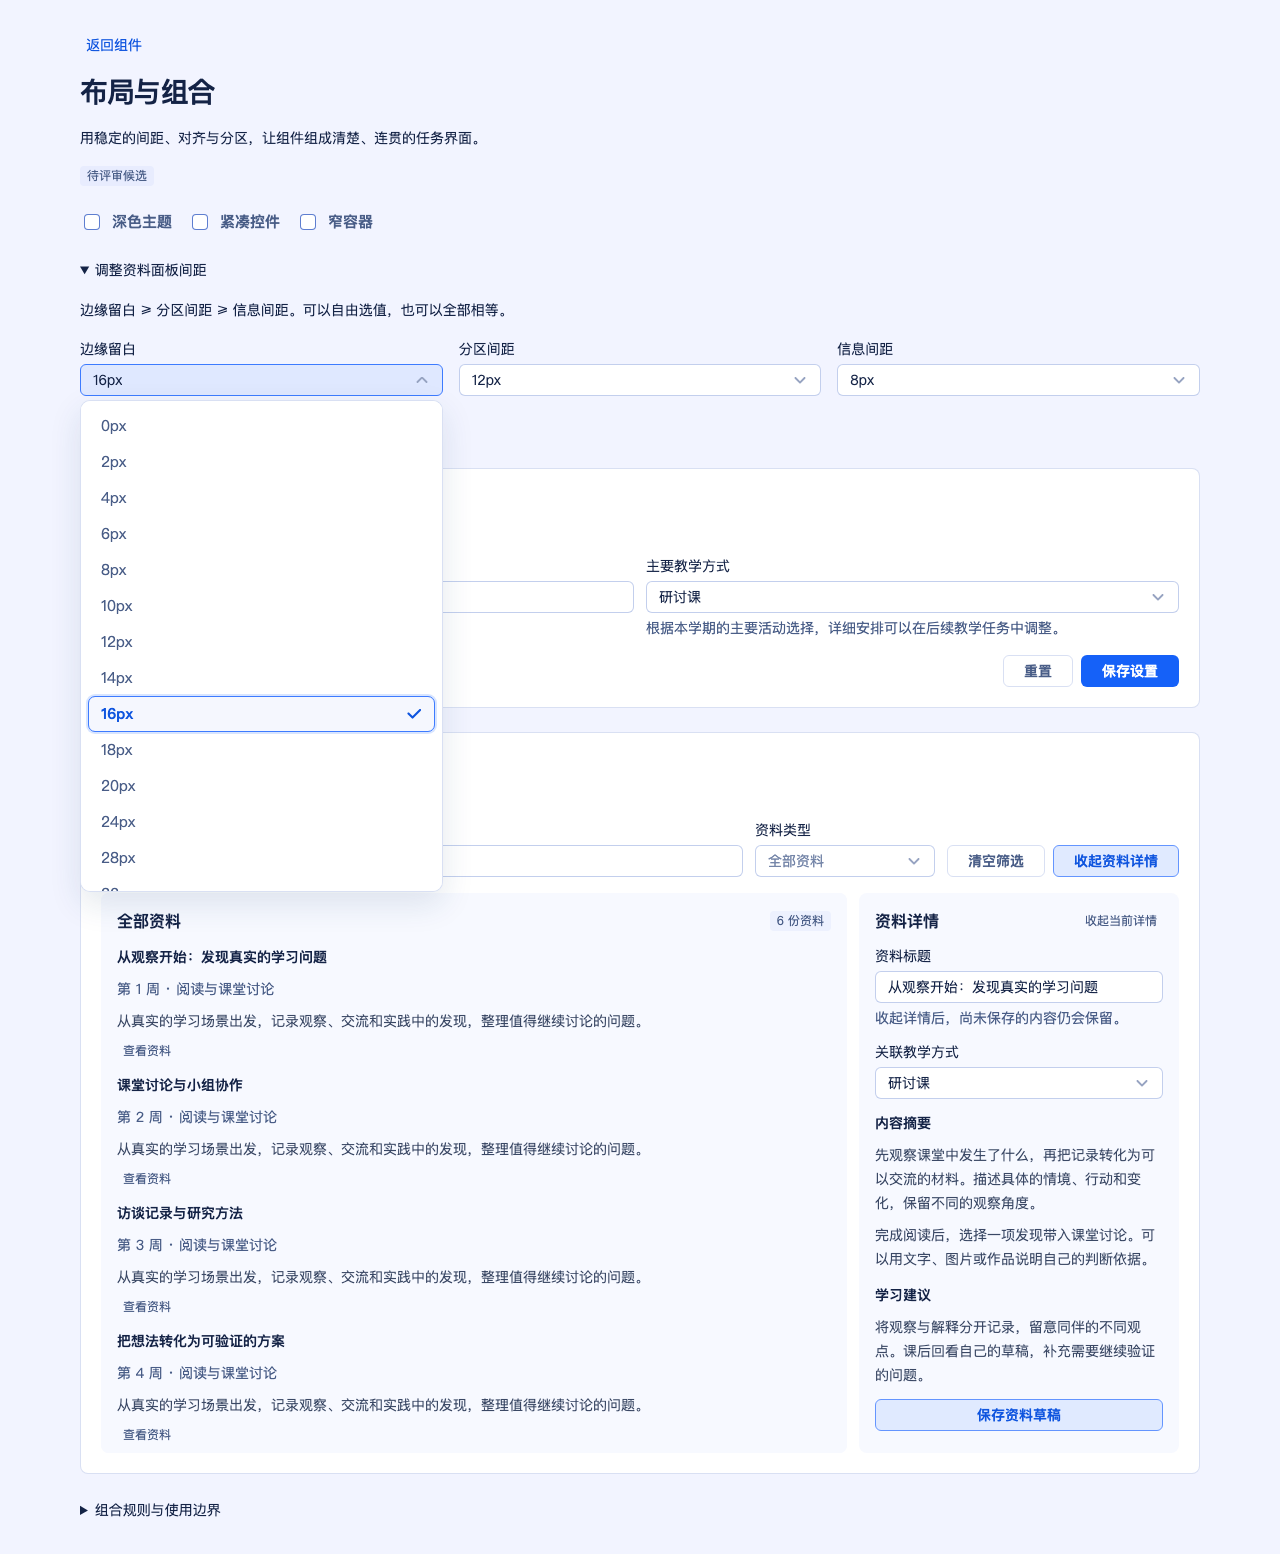 返回组件
布局与组合
用稳定的间距、对齐与分区，让组件组成清楚、连贯的任务界面。
待评审候选
深色主题
紧凑控件
窄容器
▼ 调整资料面板间距
边缘留白 ≥ 分区间距 ≥ 信息间距。可以自由选值，也可以全部相等。
边缘留白
16px
分区间距
12px
信息间距
8px
0px
2px
4px
6px
8px
10px
12px
14px
16px
18px
20px
24px
28px
主要教学方式
研讨课
根据本学期的主要活动选择，详细安排可以在后续教学任务中调整。
重置
保存设置
资料类型
全部资料
清空筛选
收起资料详情
全部资料
6 份资料
从观察开始：发现真实的学习问题
第 1 周 · 阅读与课堂讨论
从真实的学习场景出发，记录观察、交流和实践中的发现，整理值得继续讨论的问题。
查看资料
课堂讨论与小组协作
第 2 周 · 阅读与课堂讨论
从真实的学习场景出发，记录观察、交流和实践中的发现，整理值得继续讨论的问题。
查看资料
访谈记录与研究方法
第 3 周 · 阅读与课堂讨论
从真实的学习场景出发，记录观察、交流和实践中的发现，整理值得继续讨论的问题。
查看资料
把想法转化为可验证的方案
第 4 周 · 阅读与课堂讨论
从真实的学习场景出发，记录观察、交流和实践中的发现，整理值得继续讨论的问题。
查看资料
资料详情
收起当前详情
资料标题
从观察开始：发现真实的学习问题
收起详情后，尚未保存的内容仍会保留。
关联教学方式
研讨课
内容摘要
先观察课堂中发生了什么，再把记录转化为可
以交流的材料。描述具体的情境、行动和变
化，保留不同的观察角度。
完成阅读后，选择一项发现带入课堂讨论。可
以用文字、图片或作品说明自己的判断依据。
学习建议
将观察与解释分开记录，留意同伴的不同观
点。课后回看自己的草稿，补充需要继续验证
的问题。
保存资料草稿
▶ 组合规则与使用边界